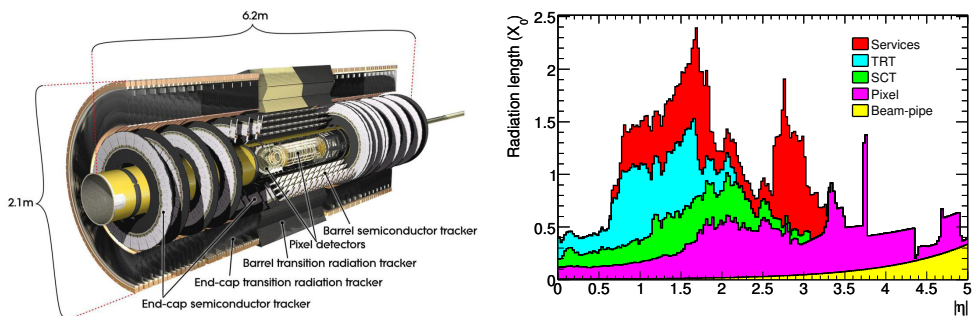 6.2m
2.1m
Barrel semiconductor tracker
Pixel detectors
Barrel transition radiation tracker
End-cap transition radiation tracker
End-cap semiconductor tracker
Radiation length (X0)
2.5
2
1.5
1
0.5
0
Services
TRT
SCT
Pixel
Beam-pipe
0 0.5 1 1.5 2 2.5 3 3.5 4 4.5 5
|η|